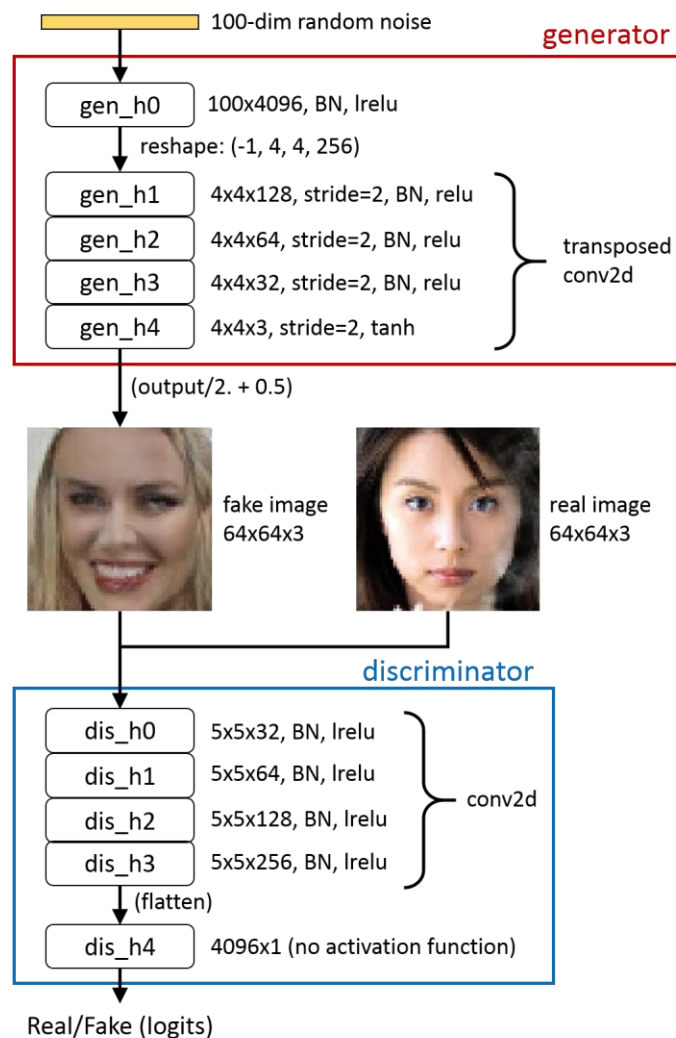 100-dim random noise
generator
gen_h0
100x4096, BN, lrelu
reshape: (-1, 4, 4, 256)
gen_h1
4x4x128, stride=2, BN, relu
gen_h2
4x4x64, stride=2, BN, relu
gen_h3
4x4x32, stride=2, BN, relu
gen_h4
4x4x3, stride=2, tanh
transposed
conv2d
(output/2. + 0.5)
fake image
64x64x3
real image
64x64x3
discriminator
dis_h0
5x5x32, BN, lrelu
dis_h1
5x5x64, BN, lrelu
dis_h2
5x5x128, BN, lrelu
dis_h3
5x5x256, BN, lrelu
conv2d
(flatten)
dis_h4
4096x1 (no activation function)
Real/Fake (logits)